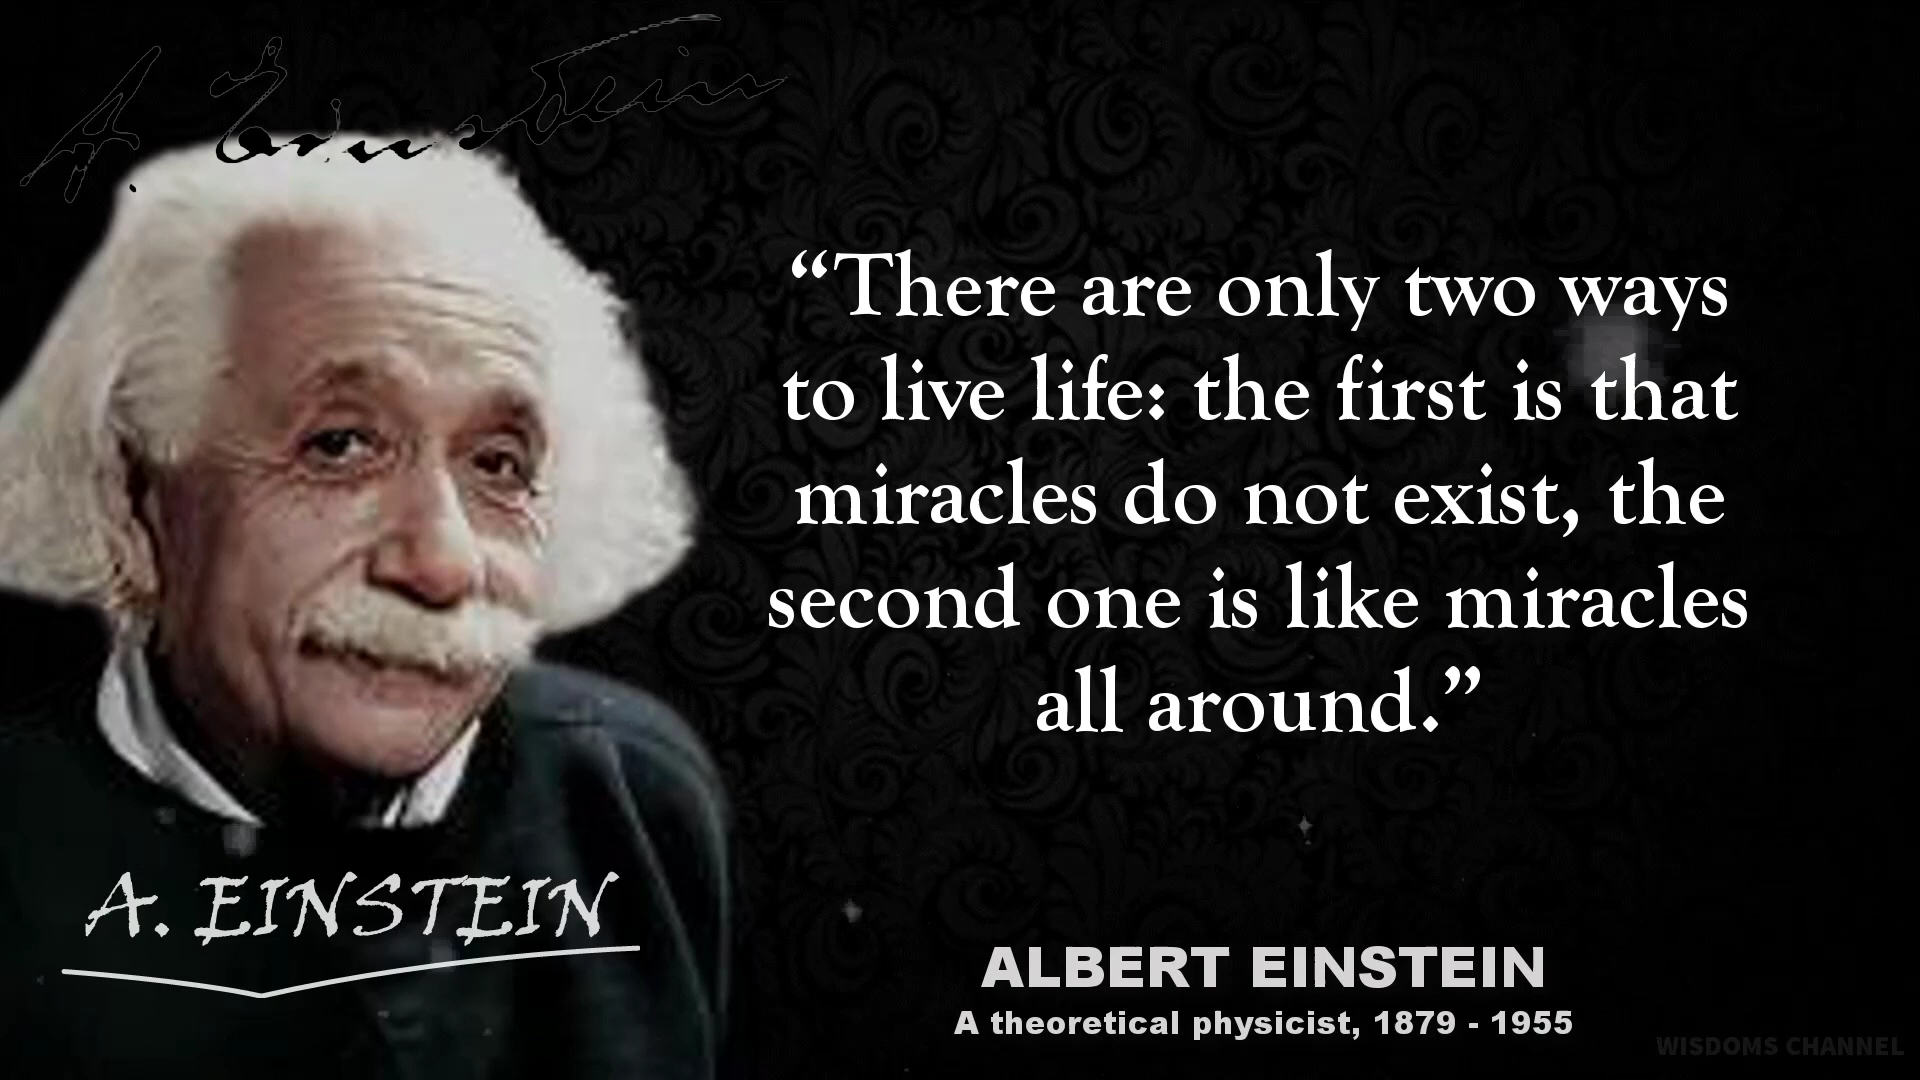 A. Einstein
“There are only two ways
to live life: the first is that
miracles do not exist, the
second one is like miracles
all around.”
A. EINSTEIN
ALBERT EINSTEIN
A theoretical physicist, 1879 - 1955
WISDOMS CHANNEL